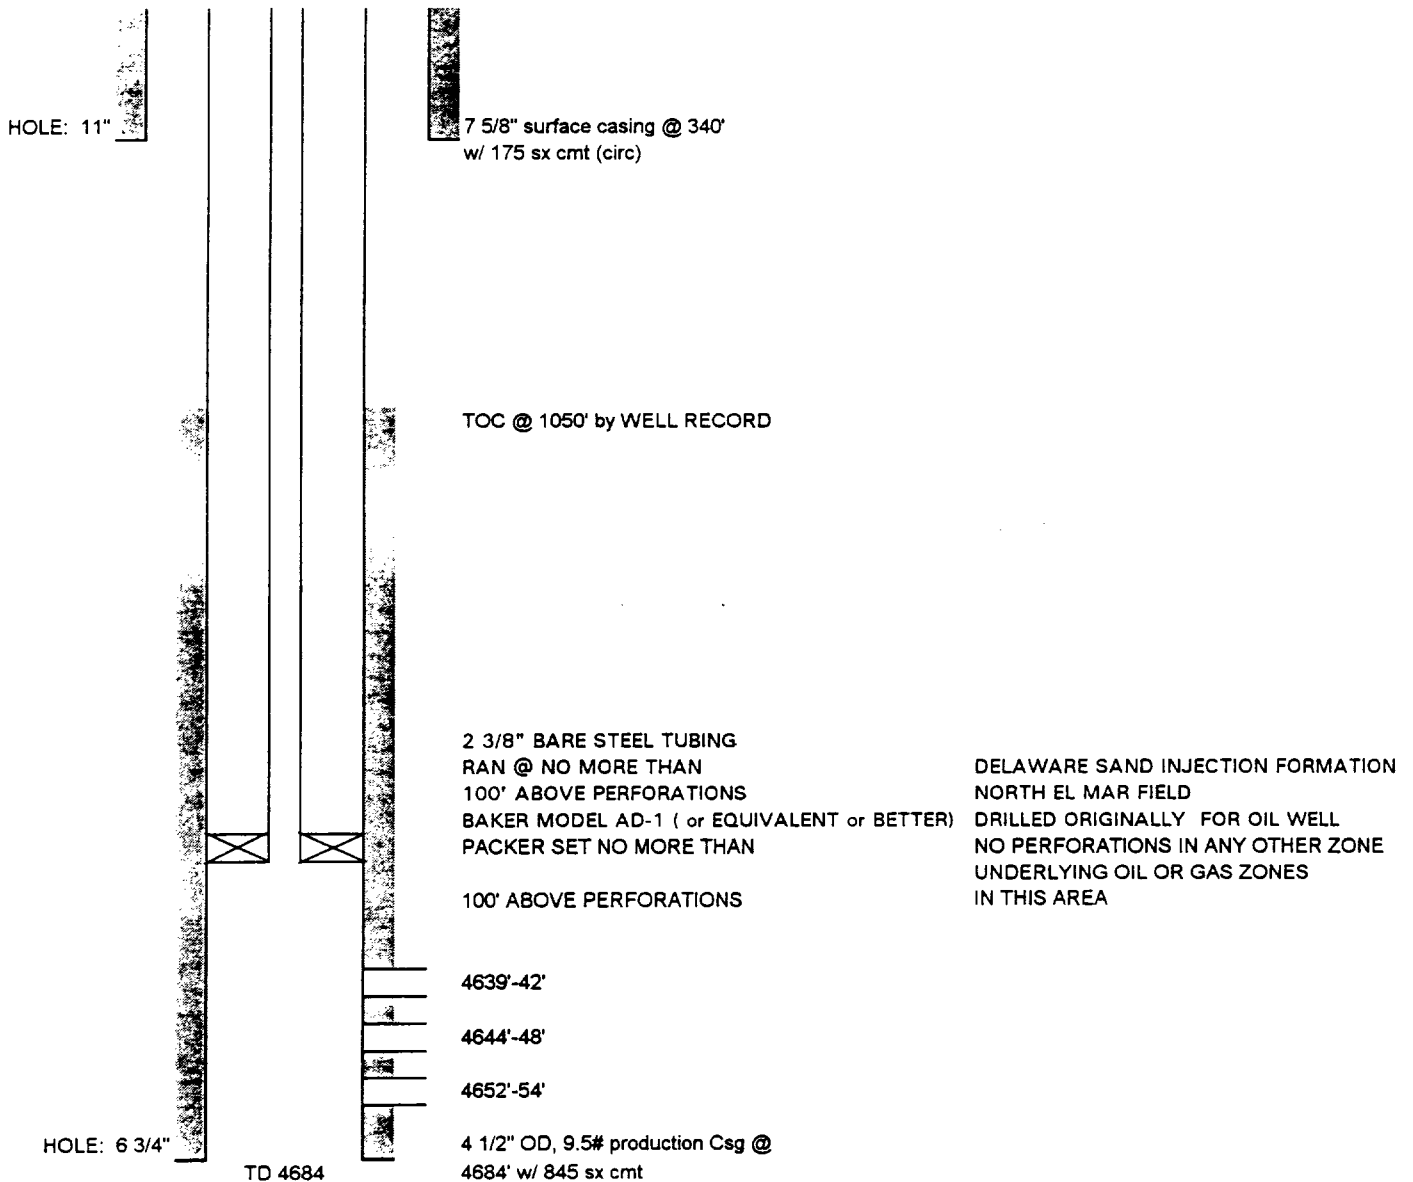 HOLE: 11"
7 5/8" surface casing @ 340'
w/ 175 sx cmt (circ)
TOC @ 1050' by WELL RECORD
2 3/8" BARE STEEL TUBING
RAN @ NO MORE THAN
100' ABOVE PERFORATIONS
BAKER MODEL AD-1 ( or EQUIVALENT or BETTER)
PACKER SET NO MORE THAN
100' ABOVE PERFORATIONS
DELAWARE SAND INJECTION FORMATION
NORTH EL MAR FIELD
DRILLED ORIGINALLY FOR OIL WELL
NO PERFORATIONS IN ANY OTHER ZONE
UNDERLYING OIL OR GAS ZONES
IN THIS AREA
4639'-42'
4644'-48'
4652'-54'
HOLE: 6 3/4"
TD 4684
4 1/2" OD, 9.5# production Csg @
4684' w/ 845 sx cmt